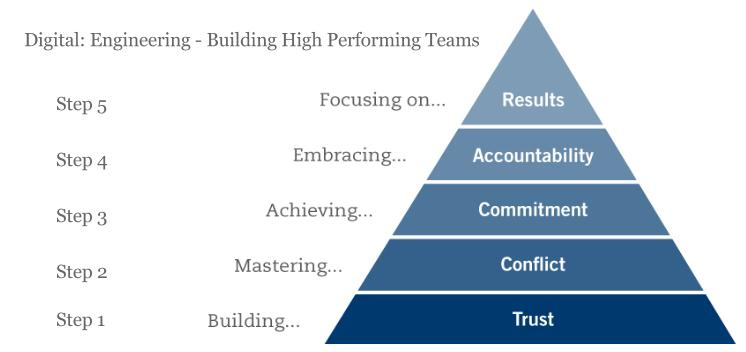 Digital: Engineering - Building High Performing Teams
Step 5 Focusing on... Results
Step 4 Embracing... Accountability
Step 3 Achieving... Commitment
Step 2 Mastering... Conflict
Step 1 Building... Trust